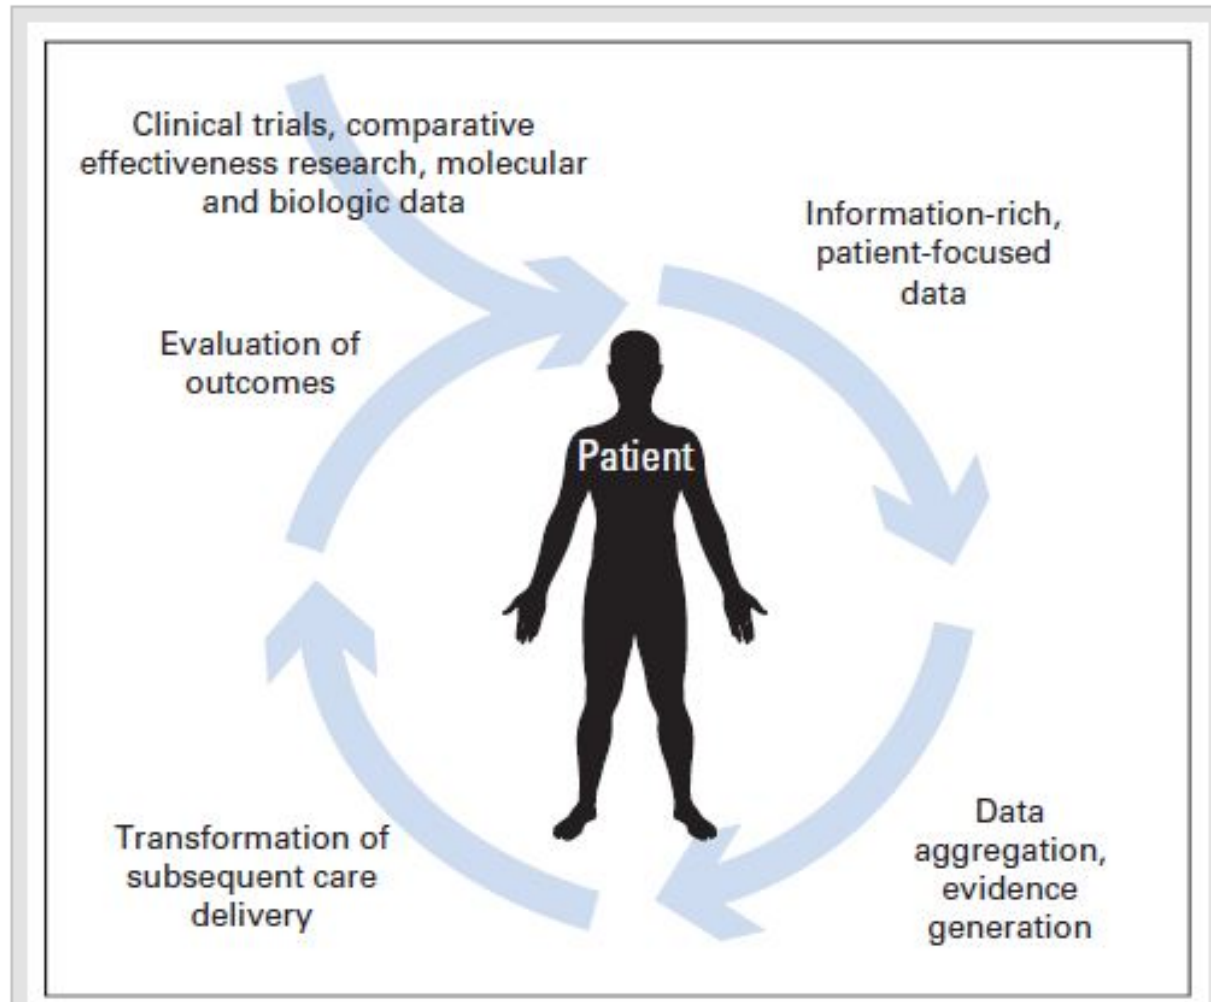 Clinical trials, comparative
effectiveness research, molecular
and biologic data
Information-rich,
patient-focused
data
Evaluation of
outcomes
Patient
Data
aggregation,
evidence
generation
Transformation of
subsequent care
delivery